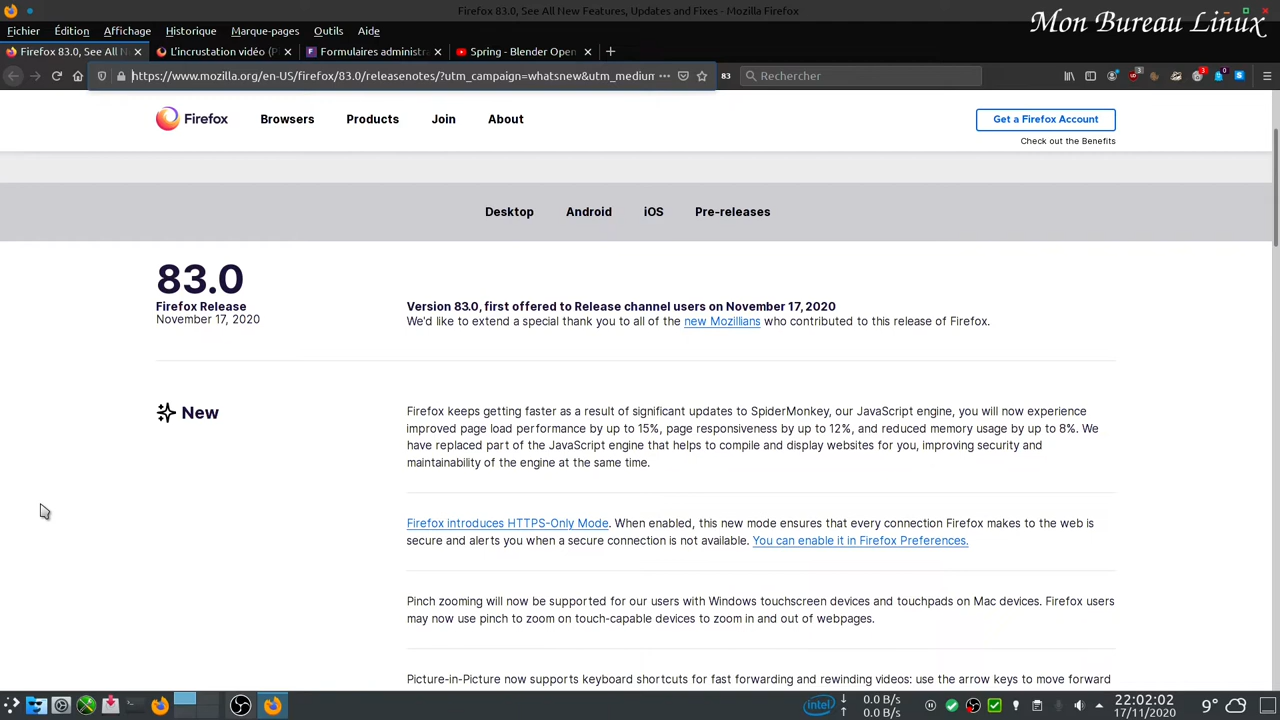 Firefox 83.0, See All New Features, Updates and Fixes - Mozilla Firefox
Mon Bureau Linux
Fichier Édition Affichage Historique Marque-pages Outils Aide
Firefox 83.0, See All N
L'incrustation vidéo (P
Formulaires administr
Spring - Blender Open
https://www.mozilla.org/en-US/firefox/83.0/releasenotes/?utm_campaign=whatsnew&utm_medium
83
Rechercher
Firefox
Browsers Products Join About
Get a Firefox Account
Check out the Benefits
Desktop Android iOS Pre-releases
83.0
Firefox Release
November 17, 2020
Version 83.0, first offered to Release channel users on November 17, 2020
We'd like to extend a special thank you to all of the new Mozillians who contributed to this release of Firefox.
New
Firefox keeps getting faster as a result of significant updates to SpiderMonkey, our JavaScript engine, you will now experience
improved page load performance by up to 15%, page responsiveness by up to 12%, and reduced memory usage by up to 8%. We
have replaced part of the JavaScript engine that helps to compile and display websites for you, improving security and
maintainability of the engine at the same time.
Firefox introduces HTTPS-Only Mode. When enabled, this new mode ensures that every connection Firefox makes to the web is
secure and alerts you when a secure connection is not available. You can enable it in Firefox Preferences.
Pinch zooming will now be supported for our users with Windows touchscreen devices and touchpads on Mac devices. Firefox users
may now use pinch to zoom on touch-capable devices to zoom in and out of webpages.
Picture-in-Picture now supports keyboard shortcuts for fast forwarding and rewinding videos: use the arrow keys to move forward
intel
0.0 B/s
0.0 B/s
22:02:02
17/11/2020
9°